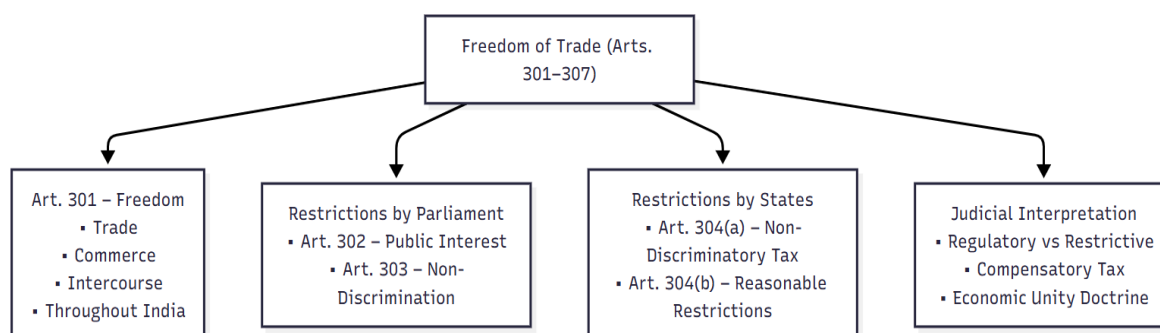 Freedom of Trade (Arts.
301–307)
Art. 301 – Freedom
▪ Trade
▪ Commerce
▪ Intercourse
▪ Throughout India
Restrictions by Parliament
▪ Art. 302 – Public Interest
▪ Art. 303 – Non-
Discrimination
Restrictions by States
▪ Art. 304(a) – Non-
Discriminatory Tax
▪ Art. 304(b) – Reasonable
Restrictions
Judicial Interpretation
▪ Regulatory vs Restrictive
▪ Compensatory Tax
▪ Economic Unity Doctrine